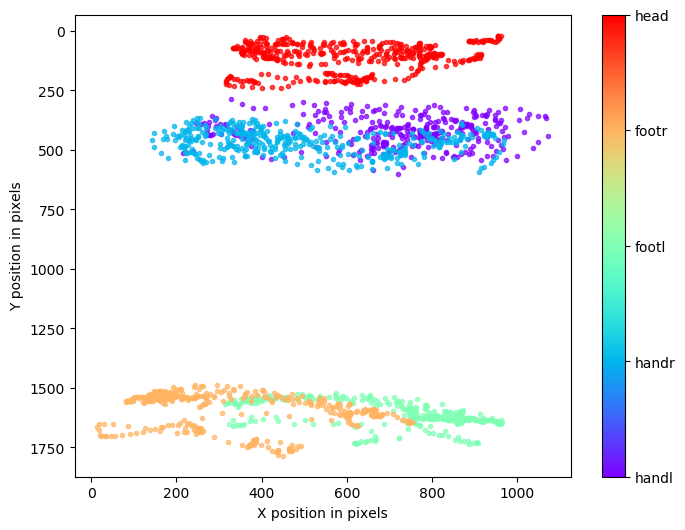 0
250
500
750
1000
1250
1500
1750
Y position in pixels
0
200
400
600
800
1000
X position in pixels
head
footr
footl
handr
handl